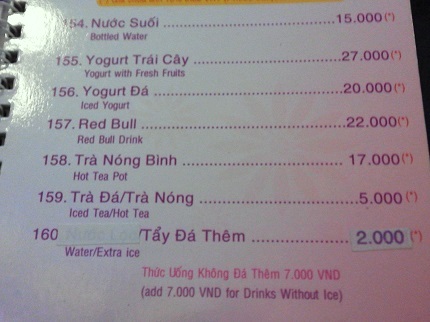 154. Nước Suối ........................................15.000(*)
Bottled Water
155. Yogurt Trái Cây .................................27.000(*)
Yogurt with Fresh Fruits
156. Yogurt Đá ..........................................20.000(*)
Iced Yogurt
157. Red Bull ............................................22.000(*)
Red Bull Drink
158. Trà Nóng Bình .................................. 17.000(*)
Hot Tea Pot
159. Trà Đá/Trà Nóng ...............................5.000(*)
Iced Tea/Hot Tea
160 /Tẩy Đá Thêm .................... 2.000(*)
Water/Extra ice
Thức Uống Không Đá Thêm 7.000 VND
(add 7.000 VND for Drinks Without Ice)